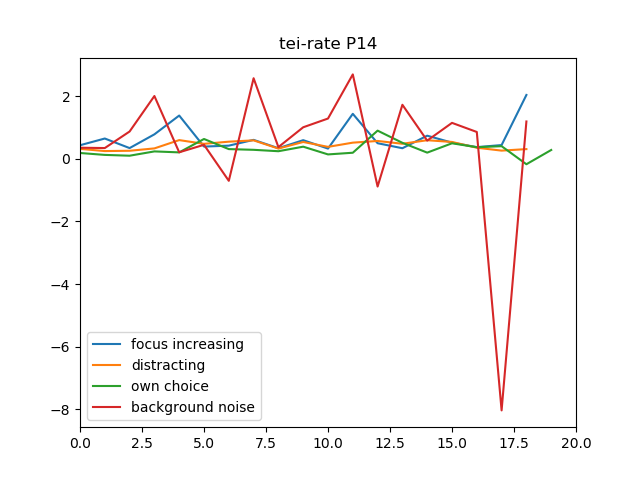 tei-rate P14
2
0
−2
−4
−6
−8
focus increasing
distracting
own choice
background noise
0.0 2.5 5.0 7.5 10.0 12.5 15.0 17.5 20.0